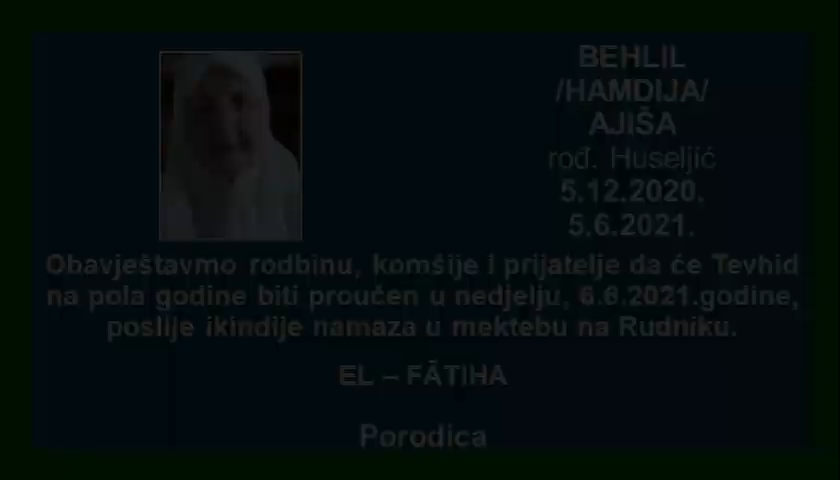 BEHLIL
/HAMDIJA/
AJIŠA
rođ. Huseljić
5.12.2020.
5.6.2021.
Obavještavmo rodbinu, komšije i prijatelje da će Tevhid
na pola godine biti proučen u nedjelju, 6.6.2021.godine,
poslije ikindije namaza u mektebu na Rudniku.
EL – FĀTIHA
Porodica